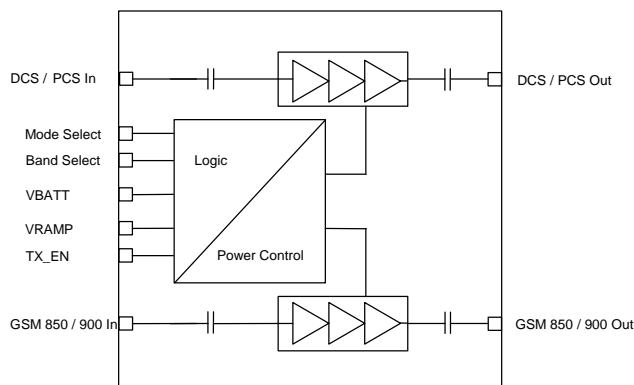 DCS / PCS In
DCS / PCS Out
Mode Select
Band Select
Logic
VBATT
VRAMP
TX_EN
Power Control
GSM 850 / 900 In
GSM 850 / 900 Out